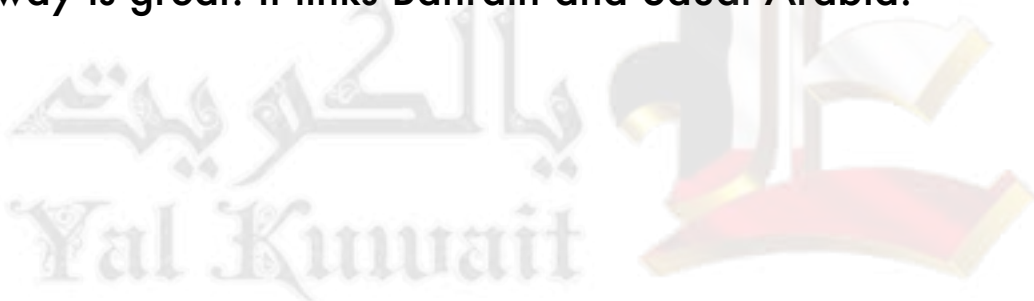 way is great. It links Bahrain and Saudi Arabia.
يالكويت
Yal Kuwait